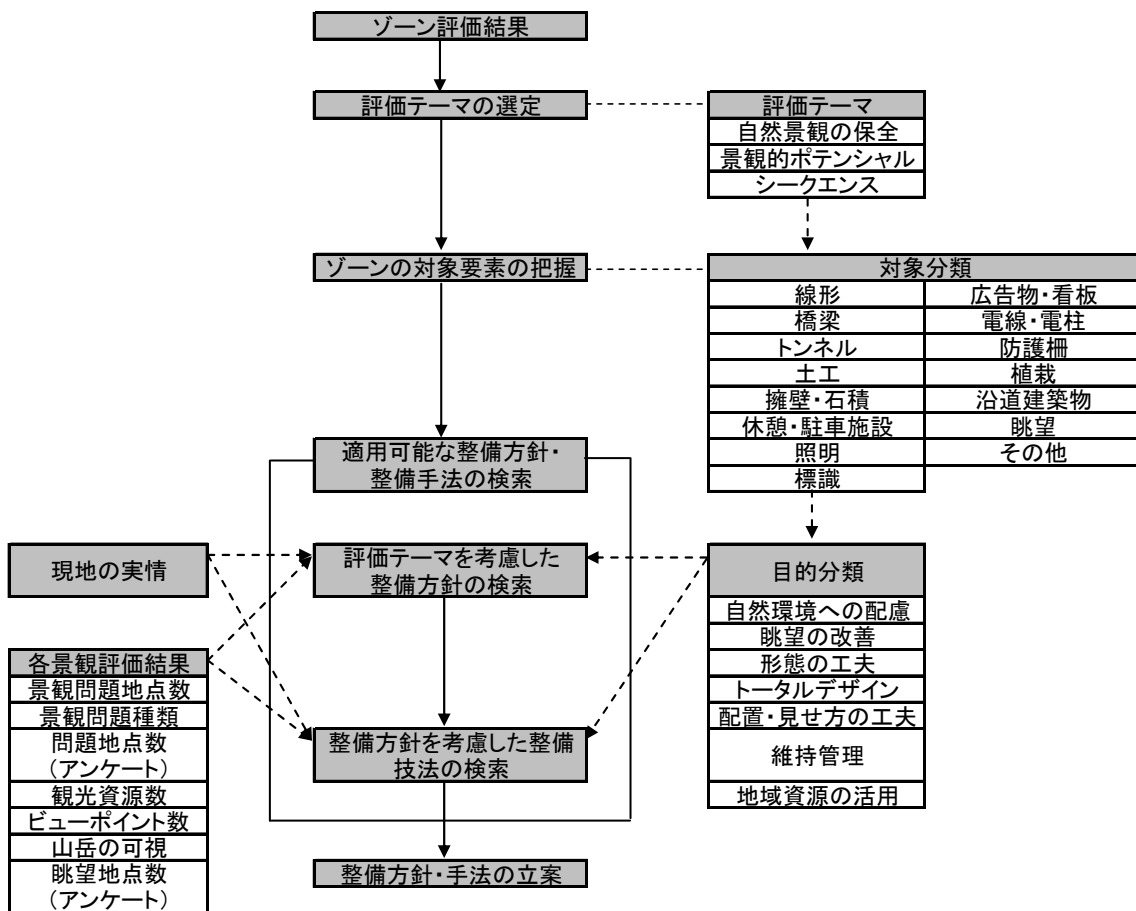 ゾーン評価結果
評価テーマの選定
評価テーマ
自然景観の保全
景観的ポテンシャル
シークエンス
ゾーンの対象要素の把握
対象分類
線形
広告物・看板
橋梁
電線・電柱
トンネル
防護柵
土工
植栽
擁壁・石積
沿道建築物
休憩・駐車施設
眺望
照明
その他
標識
適用可能な整備方針・
整備手法の検索
現地の実情
評価テーマを考慮した
整備方針の検索
目的分類
自然環境への配慮
眺望の改善
形態の工夫
トータルデザイン
配置・見せ方の工夫
維持管理
地域資源の活用
各景観評価結果
景観問題地点数
景観問題種類
問題地点数
（アンケート）
観光資源数
ビューポイント数
山岳の可視
眺望地点数
（アンケート）
整備方針を考慮した整備
技法の検索
整備方針・手法の立案